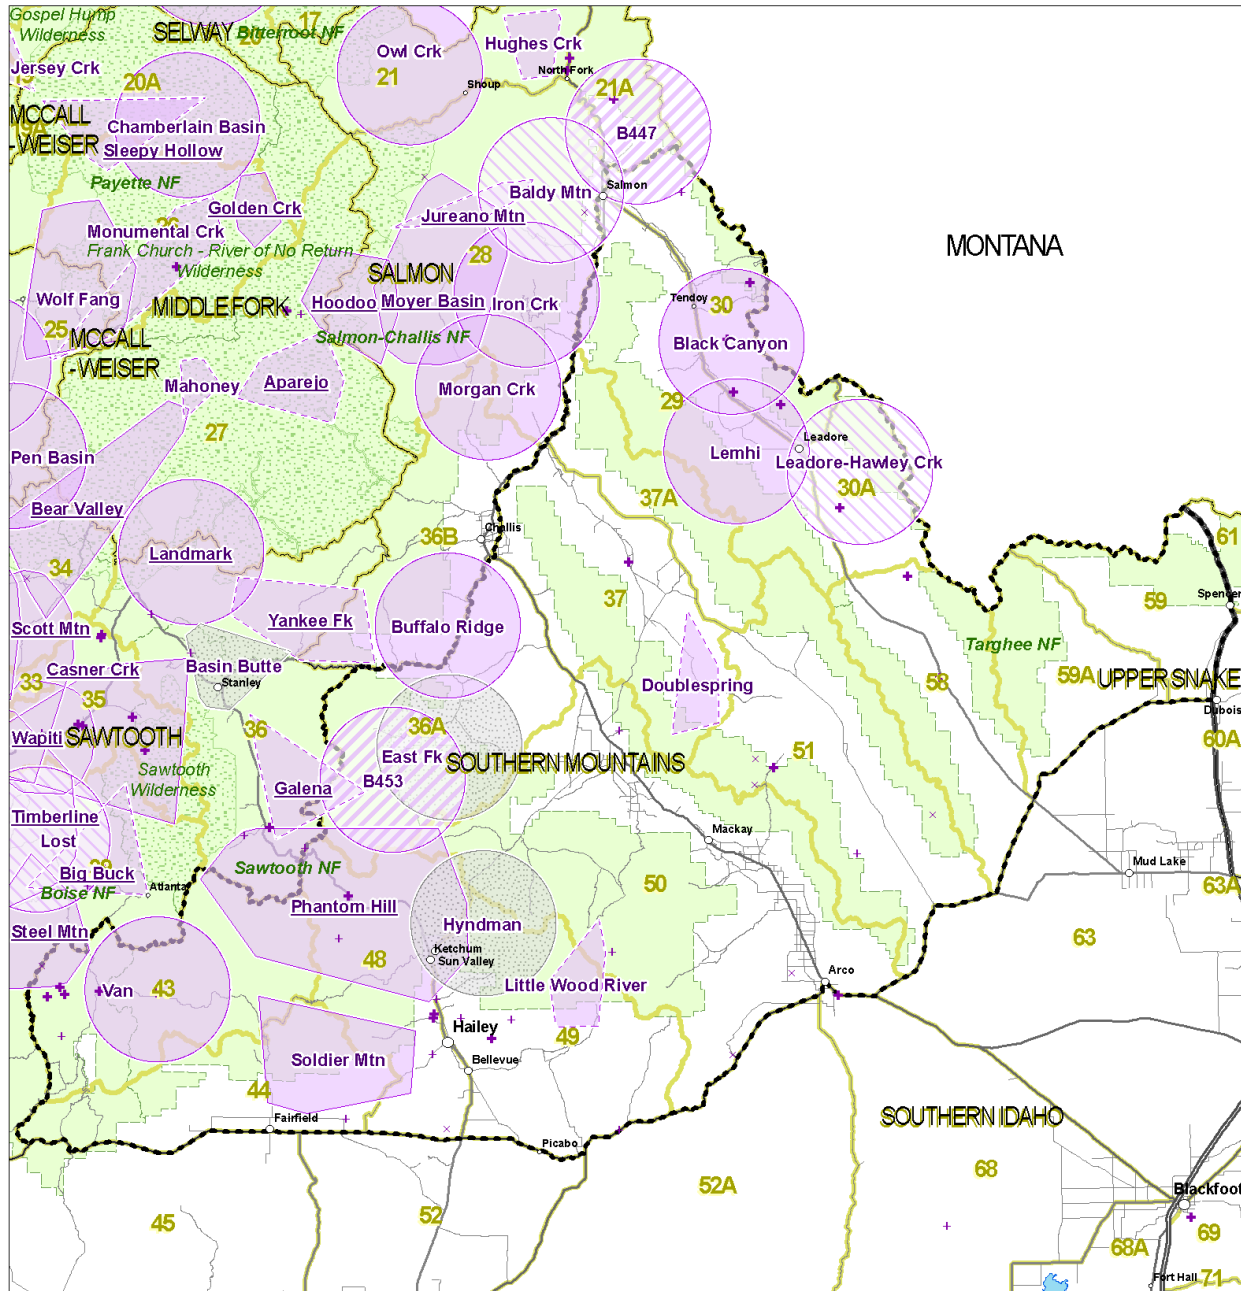 Gospel Hump
Wilderness
SELWAY
Bitterroot NF
17
20
Owl Crk
21
Hughes Crk
North Fork
Shoup
21A
B447
Jersey Crk
20A
MCCALL
-WEISER
19A
Chamberlain Basin
Sleepy Hollow
Payette NF
Golden Crk
26
Monumental Crk
Frank Church - River of No Return
Wilderness
Baldy Mtn
Salmon
Jureano Mtn
28
SALMON
MONTANA
Wolf Fang
25
MIDDLE FORK
Hoodoo
Moyer Basin
Iron Crk
Salmon-Challis NF
Tendoy
30
Black Canyon
MCCALL
-WEISER
Mahoney
Aparejo
Morgan Crk
29
27
Leadore
Lemhi
Leadore-Hawley Crk
30A
Pen Basin
Bear Valley
37A
Landmark
36B
Challis
34
61
Spencer
59
37
Yankee Fk
Buffalo Ridge
Scott Mtn
Targhee NF
Casner Crk
Basin Butte
Stanley
33
35
Doublespring
58
59A
UPPER SNAKE
Dubois
60A
Wapiti
SAWTOOTH
36
36A
East Fk
B453
SOUTHERN MOUNTAINS
51
Sawtooth
Wilderness
Galena
Timberline
Lost
Mackay
Mud Lake
Big Buck
Boise NF
Atlanta
Sawtooth NF
50
63A
Phantom Hill
Hyndman
Steel Mtn
Ketchum
Sun Valley
48
63
Arco
Van
43
Little Wood River
49
Hailey
Soldier Mtn
Bellevue
44
Fairfield
Picabo
SOUTHERN IDAHO
68
52A
Blackfoot
45
52
68A
69
Fort Hall
71